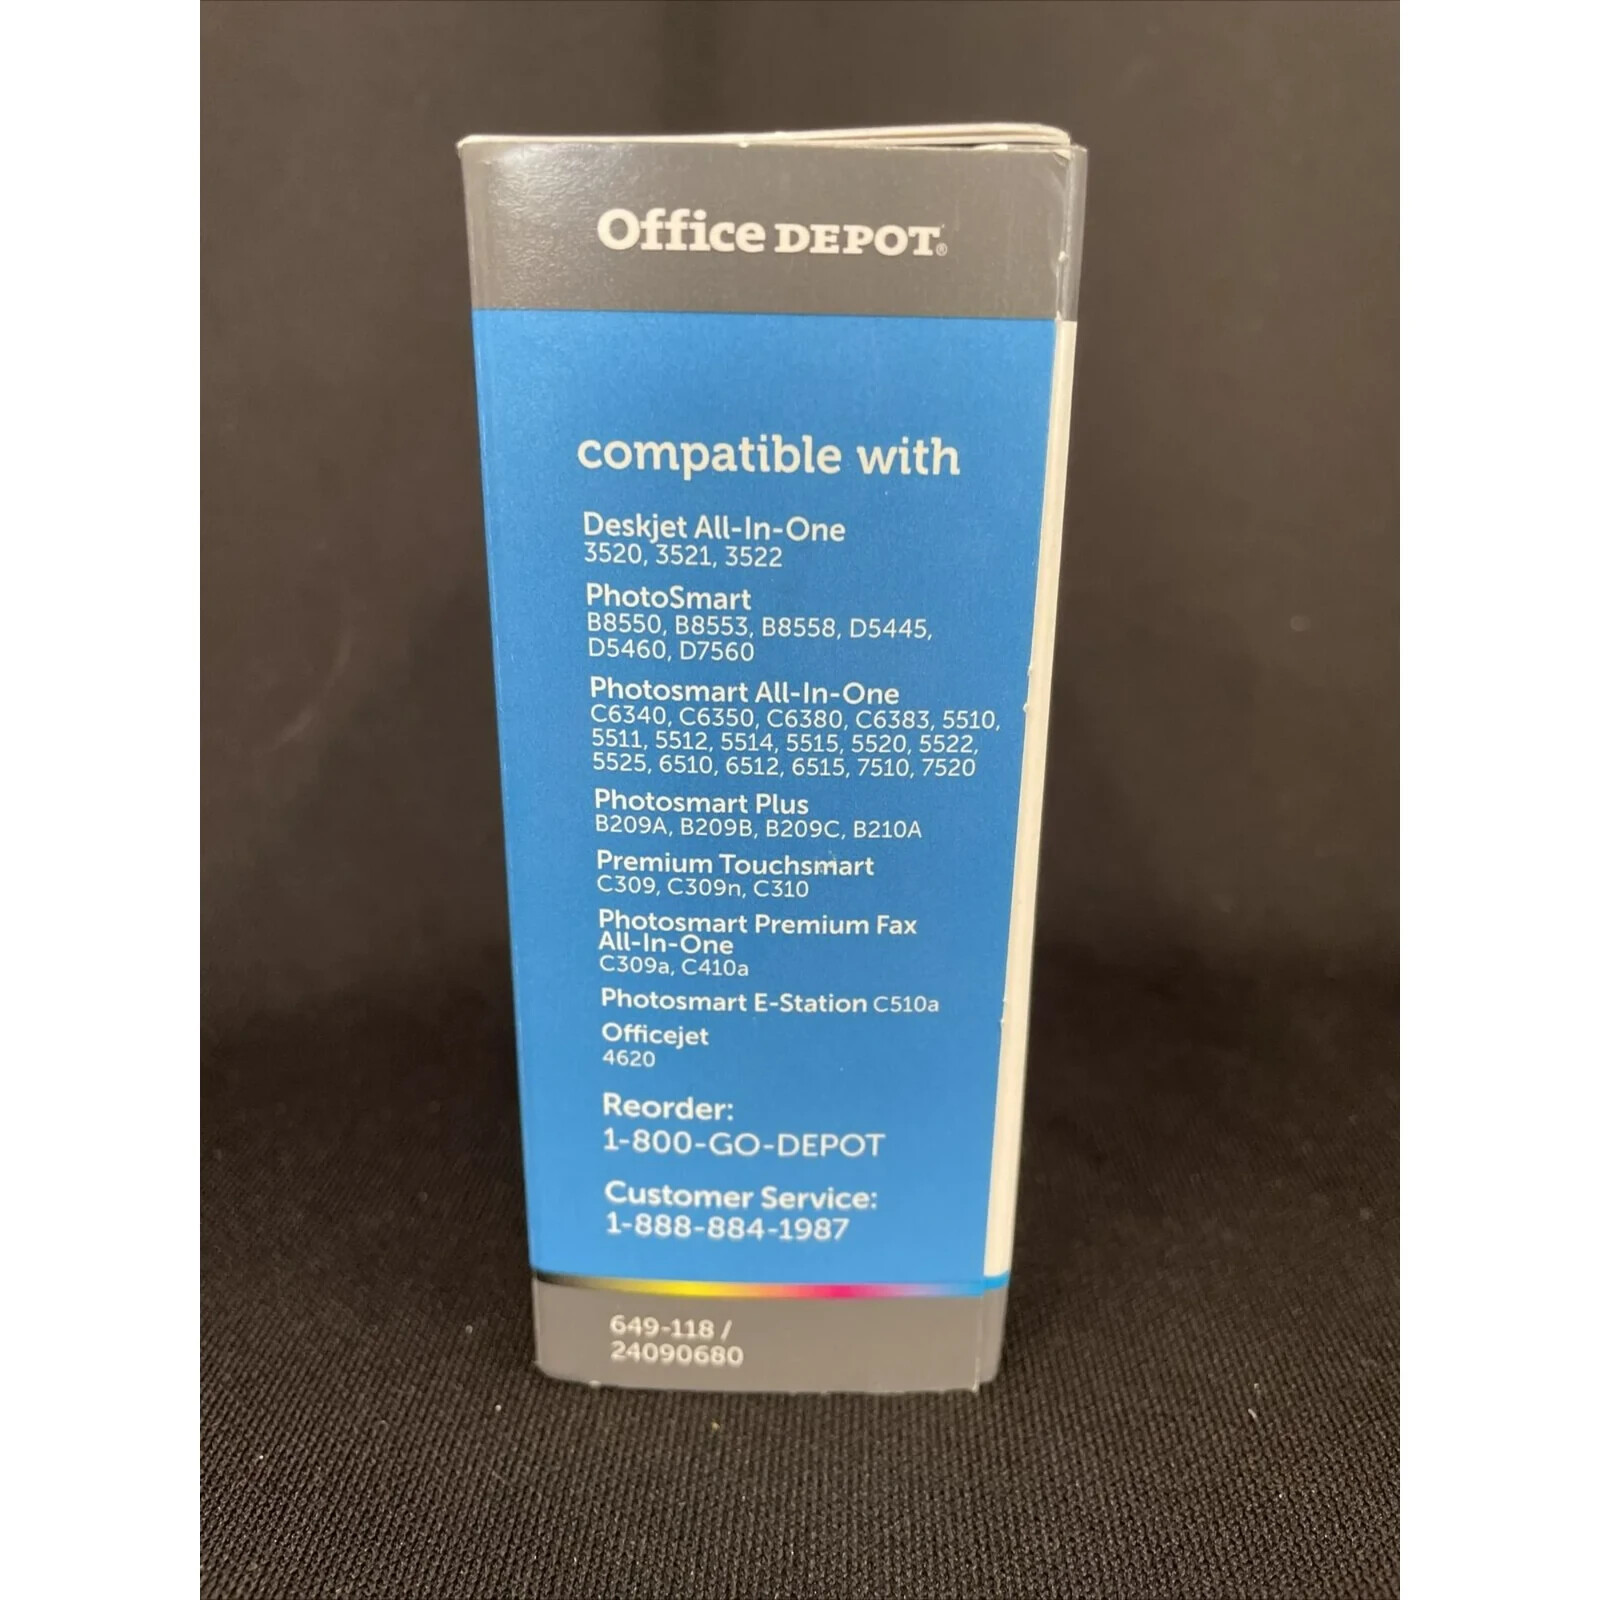 Office DEPOT®
compatible with
Deskjet All-In-One
3520, 3521, 3522
PhotoSmart
B8550, B8553, B8558, D5445,
D5460, D7560
Photosmart All-In-One
C6340, C6350, C6380, C6383, 5510,
5511, 5512, 5514, 5515, 5520, 5522,
5525, 6510, 6512, 6515, 7510, 7520
Photosmart Plus
B209A, B209B, B209C, B210A
Premium Touchsmart
C309, C309n, C310
Photosmart Premium Fax
All-In-One
C309a, C410a
Photosmart E-Station C510a
Officejet
4620
Reorder:
1-800-GO-DEPOT
Customer Service:
1-888-884-1987
649-118 /
24090680